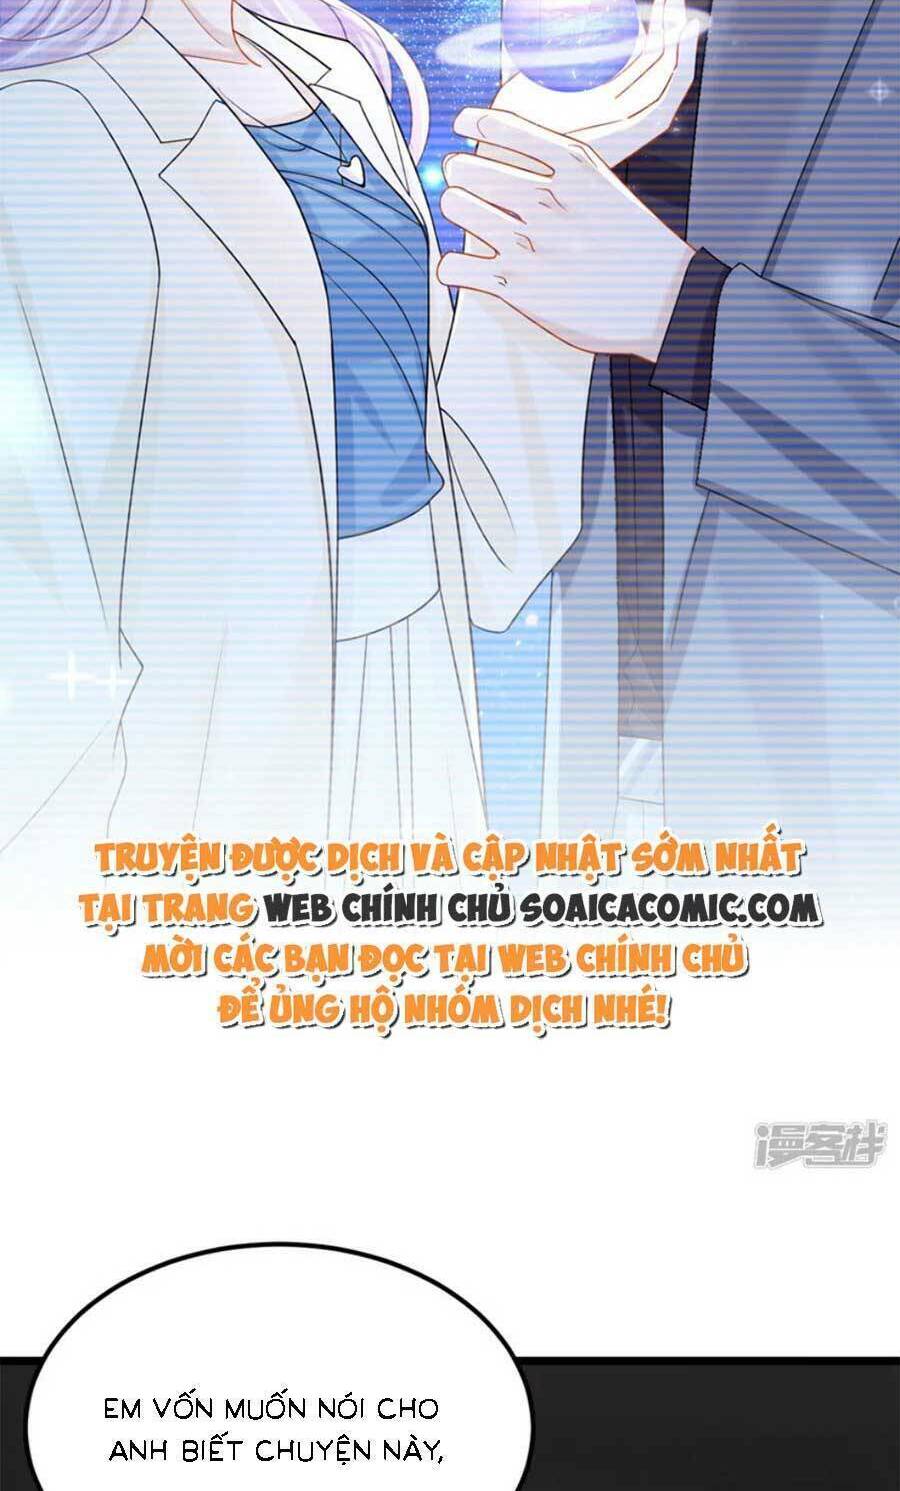 TRUYỆN ĐƯỢC DỊCH VÀ CẬP NHẬT SỚM NHẤT
TẠI TRANG WEB CHÍNH CHỦ SOAICACOMIC.COM
MỜI CÁC BẠN ĐỌC TẠI WEB CHÍNH CHỦ
ĐỂ ỦNG HỘ NHÓM DỊCH NHÉ!
漫客栈
EM VỐN MUỐN NÓI CHO
ANH BIẾT CHUYỆN NÀY,